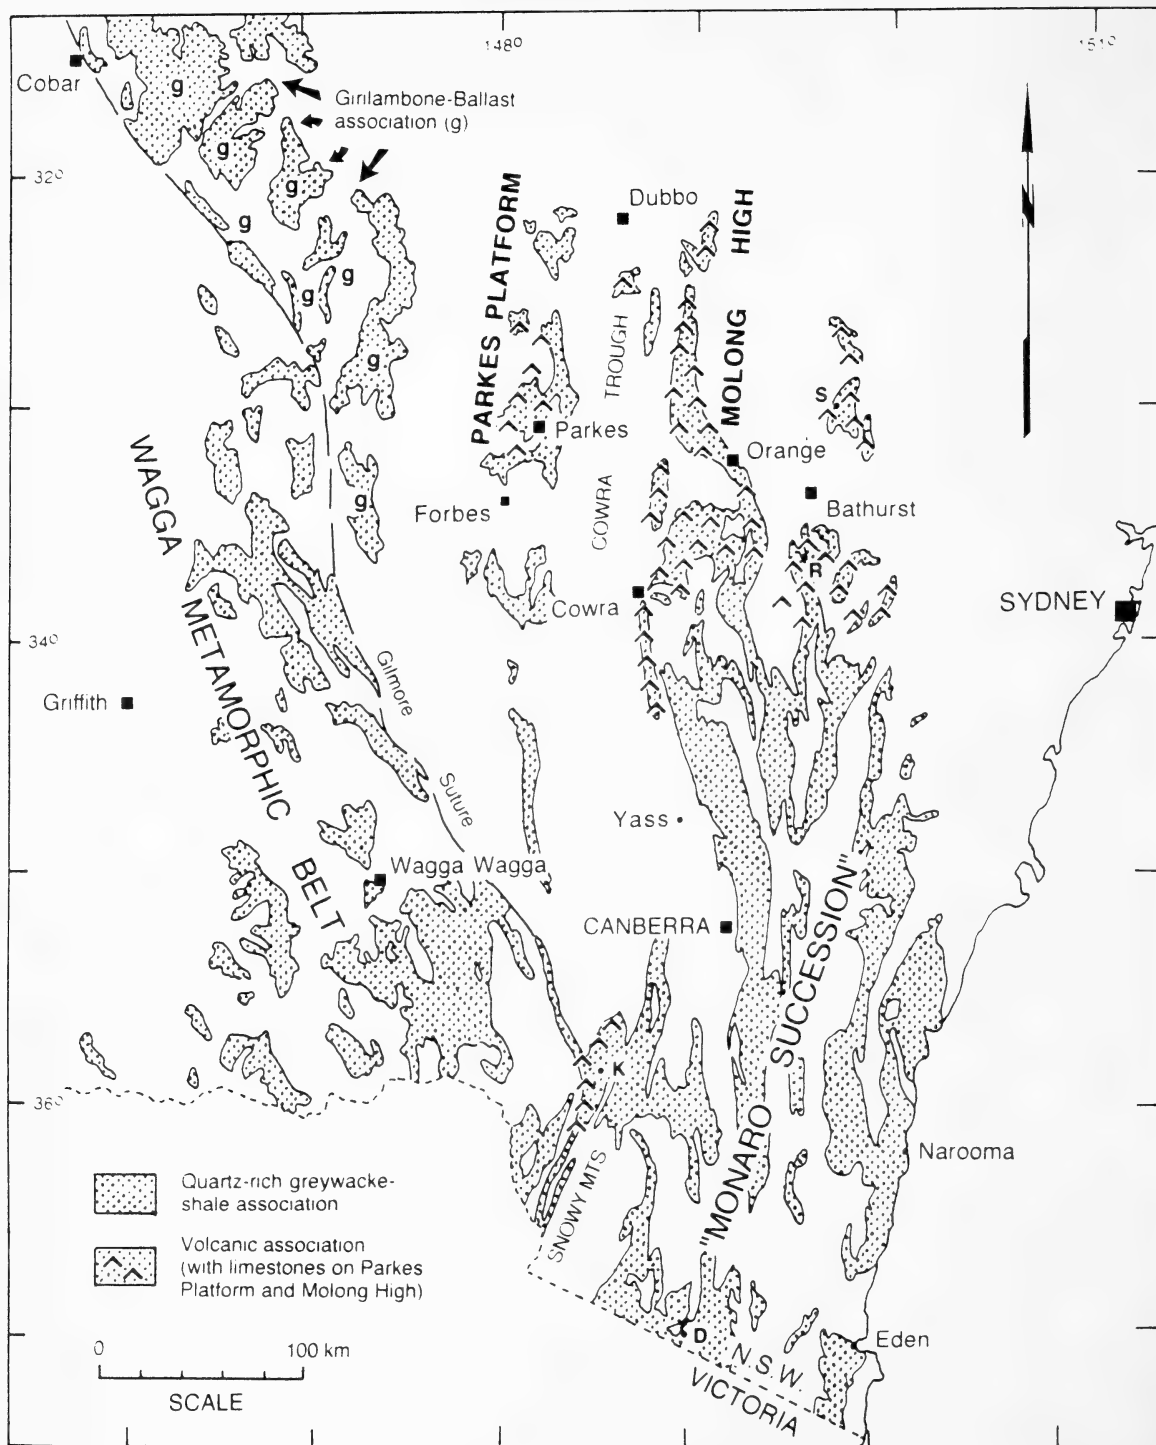 148°
151°
Cobar
Girilambone-Ballast
association (g)
g
g
g
32°
g
g
g
g
g
PARKES PLATFORM
Dubbo
HIGH
TROUGH
MOLONG
S
Parkes
Orange
WAGGA
Forbes
COWRA
Bathurst
R
Cowra
SYDNEY
METAMORPHIC
34°
Griffith
Gilmore
Suture
Yass
BELT
Wagga Wagga
CANBERRA
"MONARO SUCCESSION"
K
36°
Narooma
SNOWY MTS
Quartz-rich greywacke-
shale association
Volcanic association
(with limestones on Parkes
Platform and Molong High)
D
Eden
N.S.W.
VICTORIA
0 100 km
SCALE